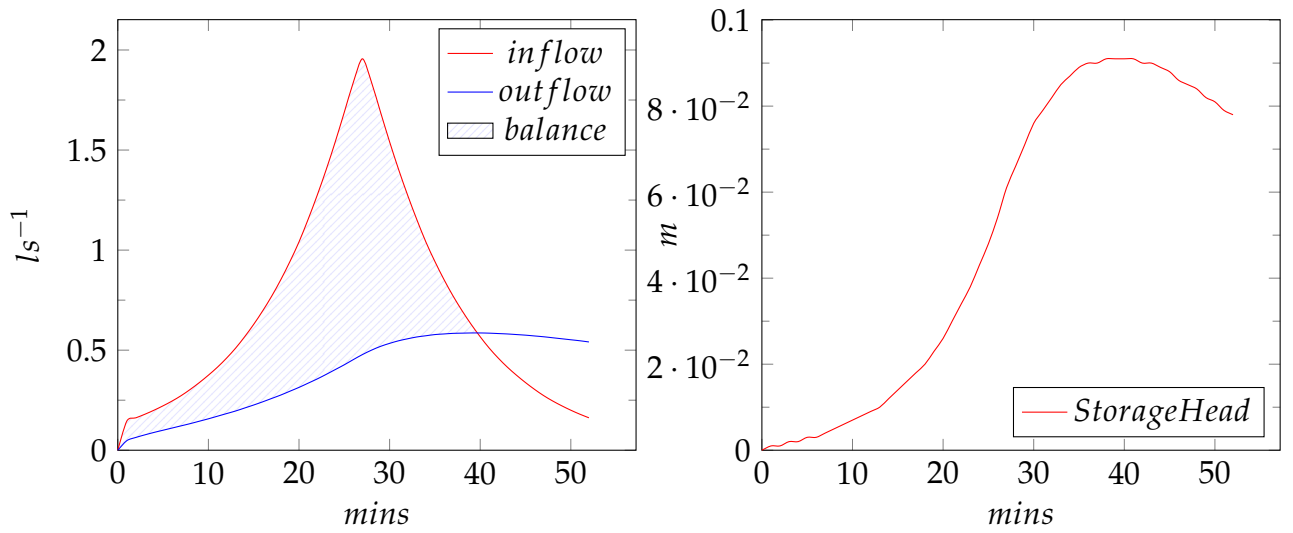 2
1.5
1
0.5
0
ls⁻¹
0 10 20 30 40 50
mins
inflow
outflow
balance
0.1
8 · 10⁻²
6 · 10⁻²
4 · 10⁻²
2 · 10⁻²
0
m
0 10 20 30 40 50
mins
StorageHead